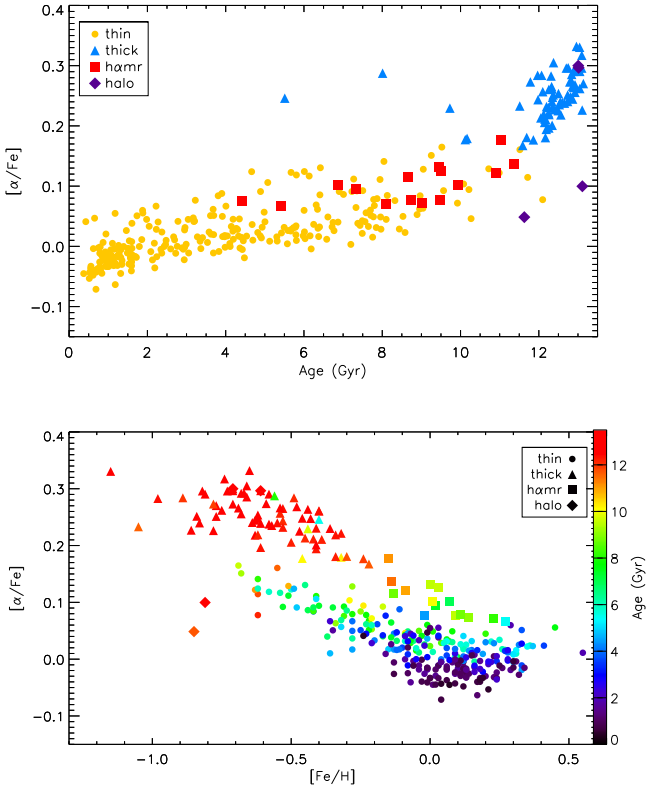 0.4
0.3
0.2
0.1
0.0
−0.1
[α/Fe]
thin
thick
hαmr
halo
0 2 4 6 8 10 12
Age (Gyr)
0.4
0.3
0.2
0.1
0.0
−0.1
[α/Fe]
thin
thick
hαmr
halo
−1.0 −0.5 0.0 0.5
[Fe/H]
12
10
8
6
4
2
0
Age (Gyr)